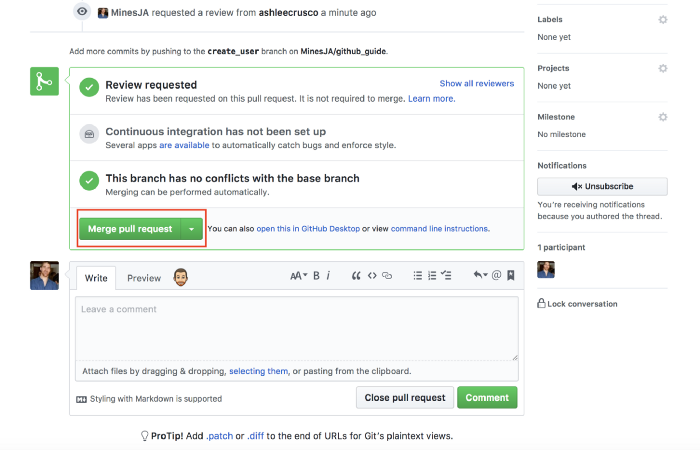 MinesJA requested a review from ashleecrusco a minute ago
Add more commits by pushing to the create_user branch on MinesJA/github_guide.
Review requested
Show all reviewers
Review has been requested on this pull request. It is not required to merge. Learn more.
Continuous integration has not been set up
Several apps are available to automatically catch bugs and enforce style.
This branch has no conflicts with the base branch
Merging can be performed automatically.
Merge pull request
You can also open this in GitHub Desktop or view command line instructions.
Write
Preview
AA
B
i
Leave a comment
Attach files by dragging & dropping, selecting them, or pasting from the clipboard.
Styling with Markdown is supported
Close pull request
Comment
ProTip! Add .patch or .diff to the end of URLs for Git's plaintext views.
Labels
None yet
Projects
None yet
Milestone
No milestone
Notifications
Unsubscribe
You're receiving notifications
because you authored the thread.
1 participant
Lock conversation